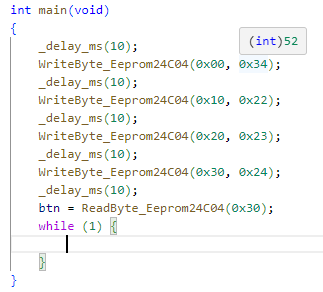 int main(void)
{
(int)52
    _delay_ms(10);
    WriteByte_Eeprom24C04(0x00, 0x34);
    _delay_ms(10);
    WriteByte_Eeprom24C04(0x10, 0x22);
    _delay_ms(10);
    WriteByte_Eeprom24C04(0x20, 0x23);
    _delay_ms(10);
    WriteByte_Eeprom24C04(0x30, 0x24);
    _delay_ms(10);
    btn = ReadByte_Eeprom24C04(0x30);
    while (1) {
    }
}